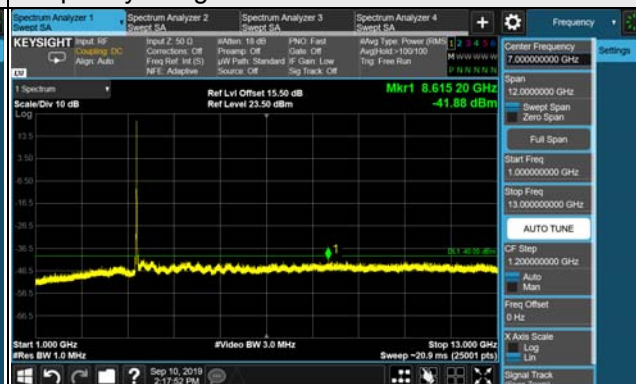 Spectrum Analyzer 1
Swept SA
Spectrum Analyzer 2
Swept SA
Spectrum Analyzer 3
Swept SA
Spectrum Analyzer 4
Swept SA
+
Frequency
KEYSIGHT
Input: RF
Coupling: DC
Align: Auto
Input Z: 50 Ω
Corrections: Off
Freq Ref: Int (S)
NFE: Adaptive
#Atten: 18 dB
Preamp: Off
µW Path: Standard
Source: Off
PNO: Fast
Gate: Off
IF Gain: Low
Sig Track: Off
#Avg Type: Power (RMS
Avg|Hold:>100/100
Trig: Free Run
1 2 3 4 5 6
M W W W W W
P N N N N N
LXI
1 Spectrum
Scale/Div 10 dB
Log
Ref Lvl Offset 15.50 dB
Ref Level 23.50 dBm
Mkr1 8.615 20 GHz
-41.88 dBm
13.5
3.50
-6.50
-16.5
-26.5
-36.5
-46.5
-56.5
-66.5
1
DL1 -40.00 dBm
Start 1.000 GHz
#Res BW 1.0 MHz
#Video BW 3.0 MHz
Stop 13.000 GHz
Sweep ~20.9 ms (25001 pts)
Sep 10, 2019
2:17:52 PM
Center Frequency
7.000000000 GHz
Settings
Span
12.0000000 GHz
Swept Span
Zero Span
Full Span
Start Freq
1.000000000 GHz
Stop Freq
13.000000000 GHz
AUTO TUNE
CF Step
1.200000000 GHz
Auto
Man
Freq Offset
0 Hz
X Axis Scale
Log
Lin
Signal Track